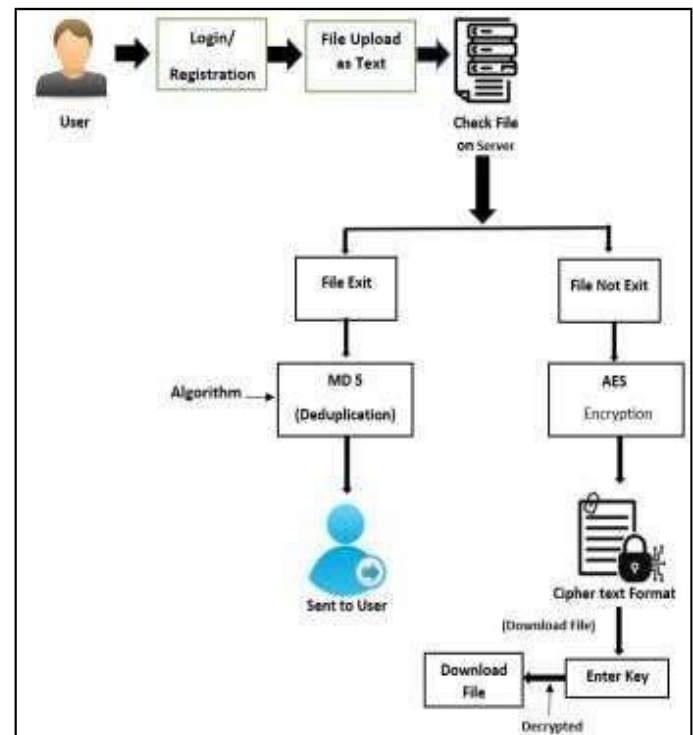 Login/
Registration
File Upload
as Text
User
Check File
on Server
File Exit
File Not Exit
Algorithm
MD 5
(Deduplication)
AES
Encryption
Sent to User
Cipher text Format
(Download File)
Download
File
Enter Key
Decrypted